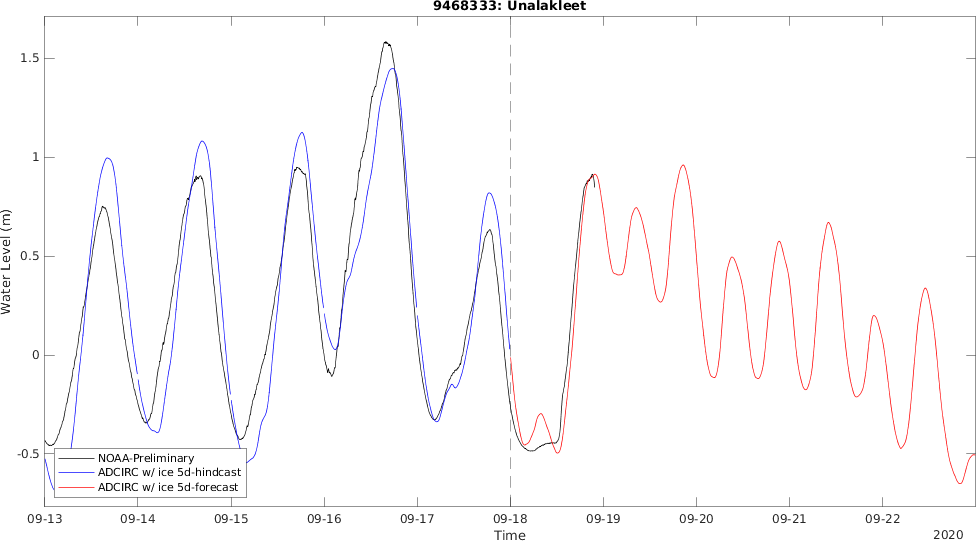 9468333: Unalakleet
Water Level (m)
1.5
1
0.5
0
-0.5
NOAA-Preliminary
ADCIRC w/ ice 5d-hindcast
ADCIRC w/ ice 5d-forecast
09-13 09-14 09-15 09-16 09-17 09-18 09-19 09-20 09-21 09-22
Time
2020